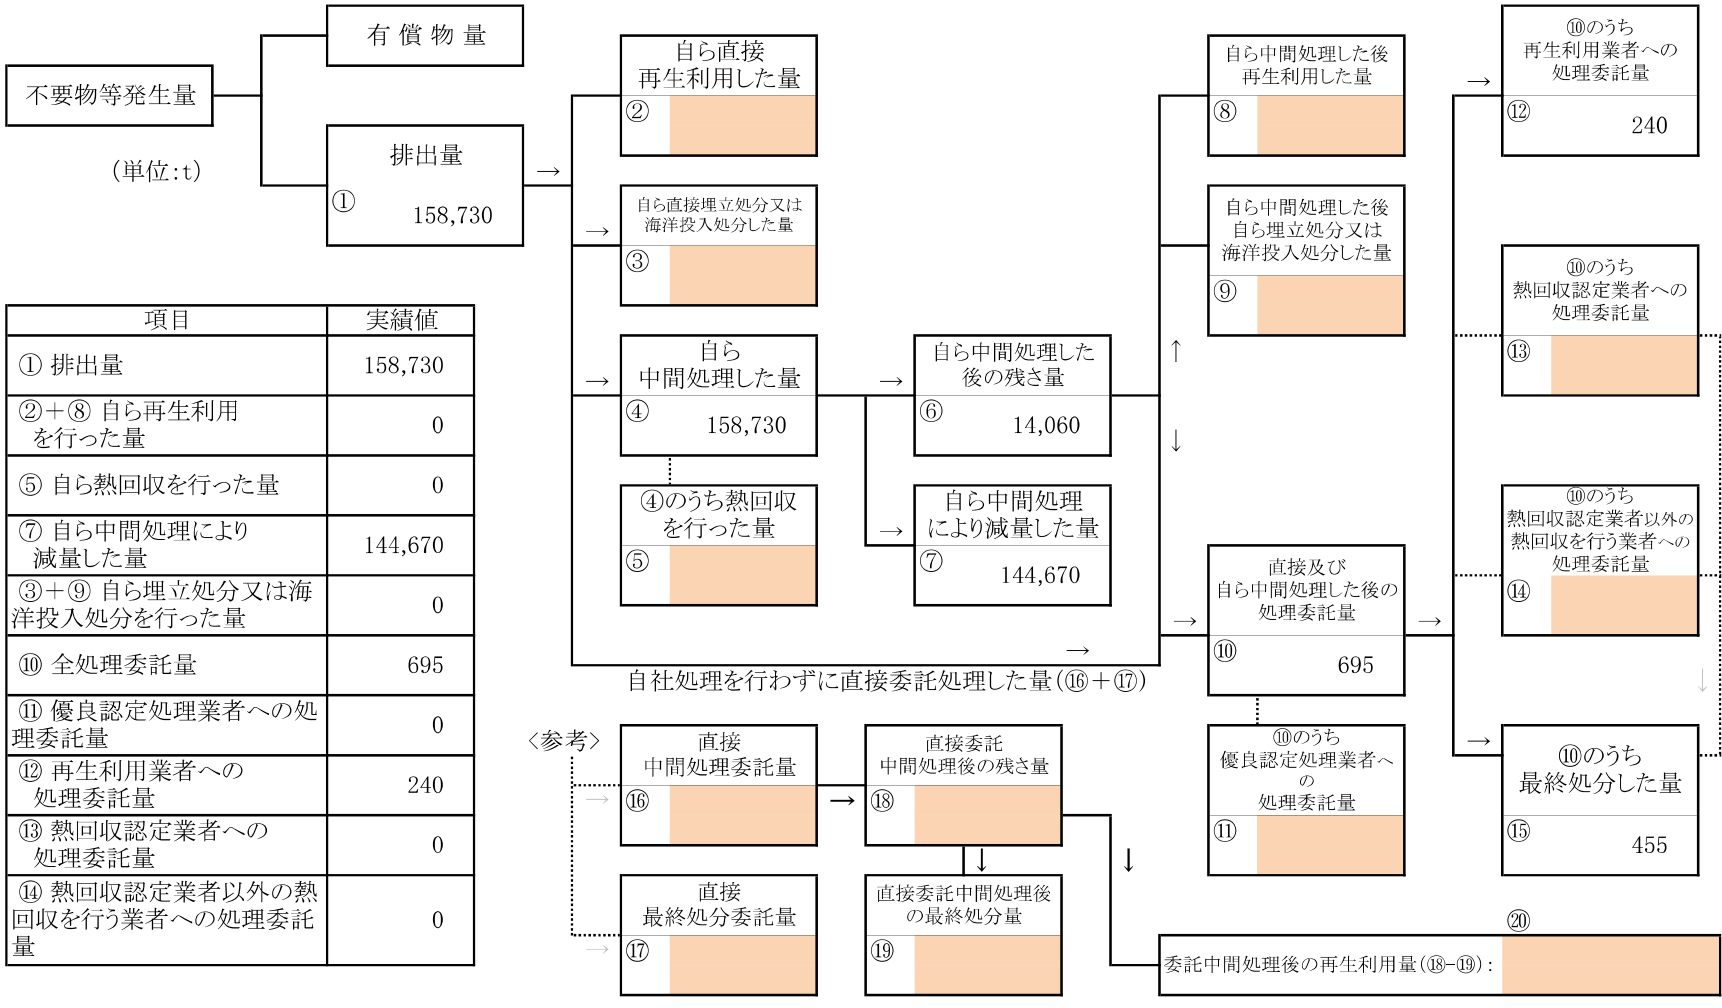 有 償 物 量
不要物等発生量
(単位:t)
排出量
①
158,730
→
自ら直接
再生利用した量
②
→
自ら直接埋立処分又は
海洋投入処分した量
③
→
自ら
中間処理した量
④
158,730
④のうち熱回収
を行った量
⑤
→
自ら中間処理した
後の残さ量
⑥
14,060
→
自ら中間処理
により減量した量
⑦
144,670
自ら中間処理した後
再生利用した量
⑧
自ら中間処理した後
自ら埋立処分又は
海洋投入処分した量
⑨
↑
↓
→
自社処理を行わずに直接委託処理した量(⑯＋⑰)
→
直接及び
自ら中間処理した後の
処理委託量
⑩
695
⑩のうち
優良認定処理業者へ
の
処理委託量
⑪
→
→
⑩のうち
再生利用業者への
処理委託量
⑫
240
⑩のうち
熱回収認定業者への
処理委託量
⑬
⑩のうち
熱回収認定業者以外の
熱回収を行う業者への
処理委託量
⑭
↓
→
⑩のうち
最終処分した量
⑮
455
項目 実績値
① 排出量 158,730
②＋⑧ 自ら再生利用
を行った量 0
⑤ 自ら熱回収を行った量 0
⑦ 自ら中間処理により
減量した量 144,670
③＋⑨ 自ら埋立処分又は海
洋投入処分を行った量 0
⑩ 全処理委託量 695
⑪ 優良認定処理業者への処
理委託量 0
⑫ 再生利用業者への
処理委託量 240
⑬ 熱回収認定業者への
処理委託量 0
⑭ 熱回収認定業者以外の熱
回収を行う業者への処理委託
量 0
<参考>
→
直接
中間処理委託量
⑯
→
直接委託
中間処理後の残さ量
⑱
↓
↓
→
直接
最終処分委託量
⑰
直接委託中間処理後
の最終処分量
⑲
⑳
委託中間処理後の再生利用量(⑱-⑲)：